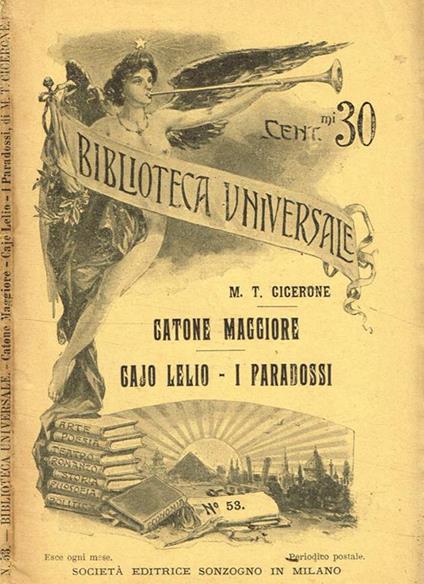 N. 53. — BIBLIOTECA UNIVERSALE. — Catone Maggiore - Cajo Lelio - I Paradossi, di M. T. CICERONE.
CENT.mi 30
BIBLIOTECA UNIVERSALE
M. T. CICERONE
CATONE MAGGIORE
CAJO LELIO - I PARADOSSI
ARTE
POESIA
TEATRO
ROMANZO
STORIA
FILOSOFIA
POLITICA
Nº 53.
Esce ogni mese.
Periodico postale.
SOCIETÀ EDITRICE SONZOGNO IN MILANO